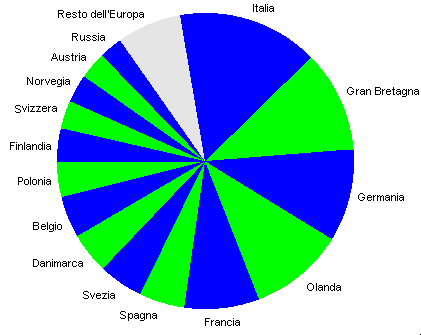 Italia
Gran Bretagna
Germania
Olanda
Francia
Spagna
Svezia
Danimarca
Belgio
Polonia
Finlandia
Svizzera
Norvegia
Austria
Russia
Resto dell'Europa